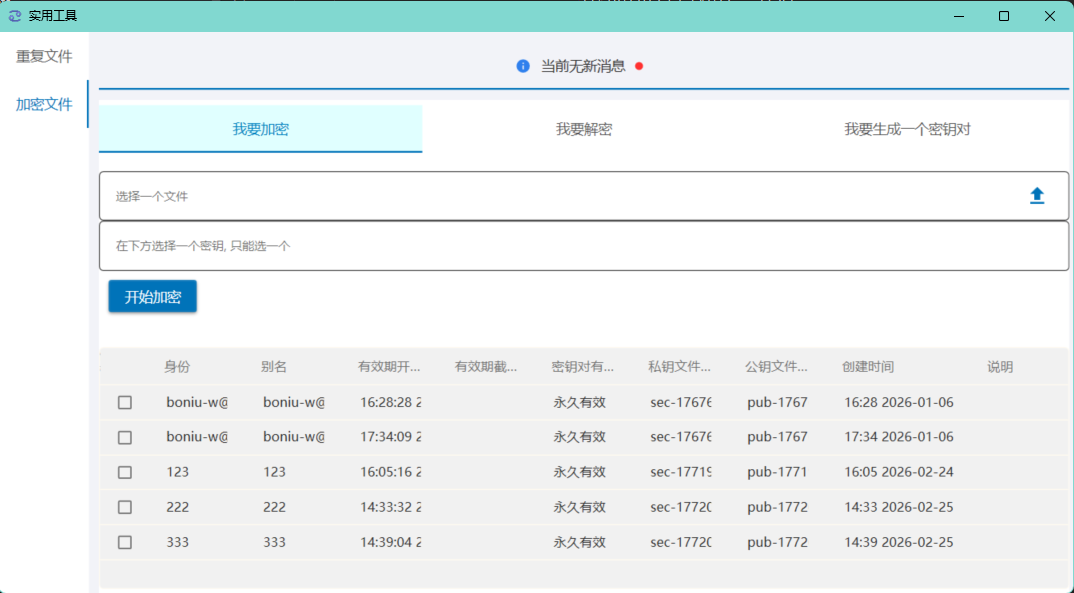 实用工具
重复文件
加密文件
当前无新消息
我要加密 我要解密 我要生成一个密钥对
选择一个文件
在下方选择一个密钥, 只能选一个
开始加密
身份 别名 有效期开... 有效期截... 密钥对有... 私钥文件... 公钥文件... 创建时间 说明
boniu-w@ boniu-w@ 16:28:28 2 永久有效 sec-17676 pub-1767 16:28 2026-01-06
boniu-w@ boniu-w@ 17:34:09 2 永久有效 sec-17676 pub-1767 17:34 2026-01-06
123 123 16:05:16 2 永久有效 sec-17719 pub-1771 16:05 2026-02-24
222 222 14:33:32 2 永久有效 sec-17720 pub-1772 14:33 2026-02-25
333 333 14:39:04 2 永久有效 sec-17720 pub-1772 14:39 2026-02-25